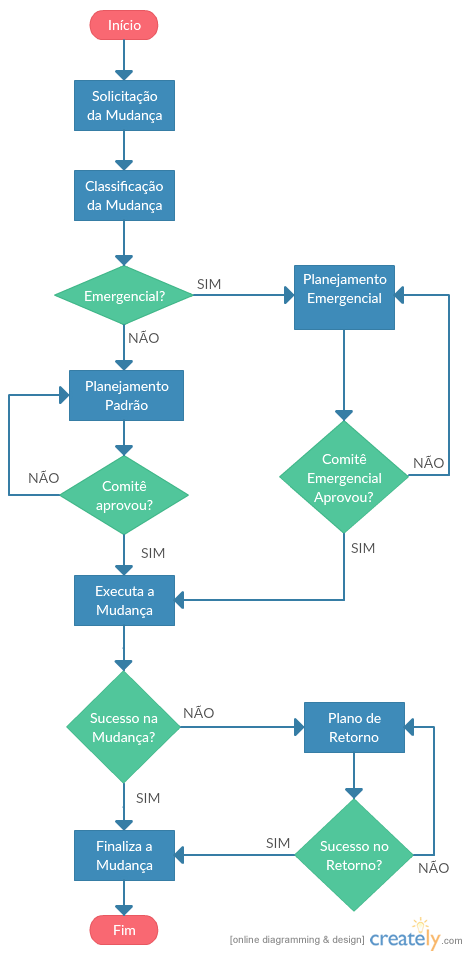 Início
Solicitação
da Mudança
Classificação
da Mudança
Emergencial?
SIM
Planejamento
Emergencial
NÃO
Planejamento
Padrão
NÃO
Comitê
aprovou?
Comitê
Emergencial
Aprovou?
NÃO
SIM
SIM
Executa a
Mudança
Sucesso na
Mudança?
NÃO
Plano de
Retorno
SIM
Finaliza a
Mudança
SIM
Sucesso no
Retorno?
NÃO
Fim
[online diagramming & design] creately.com